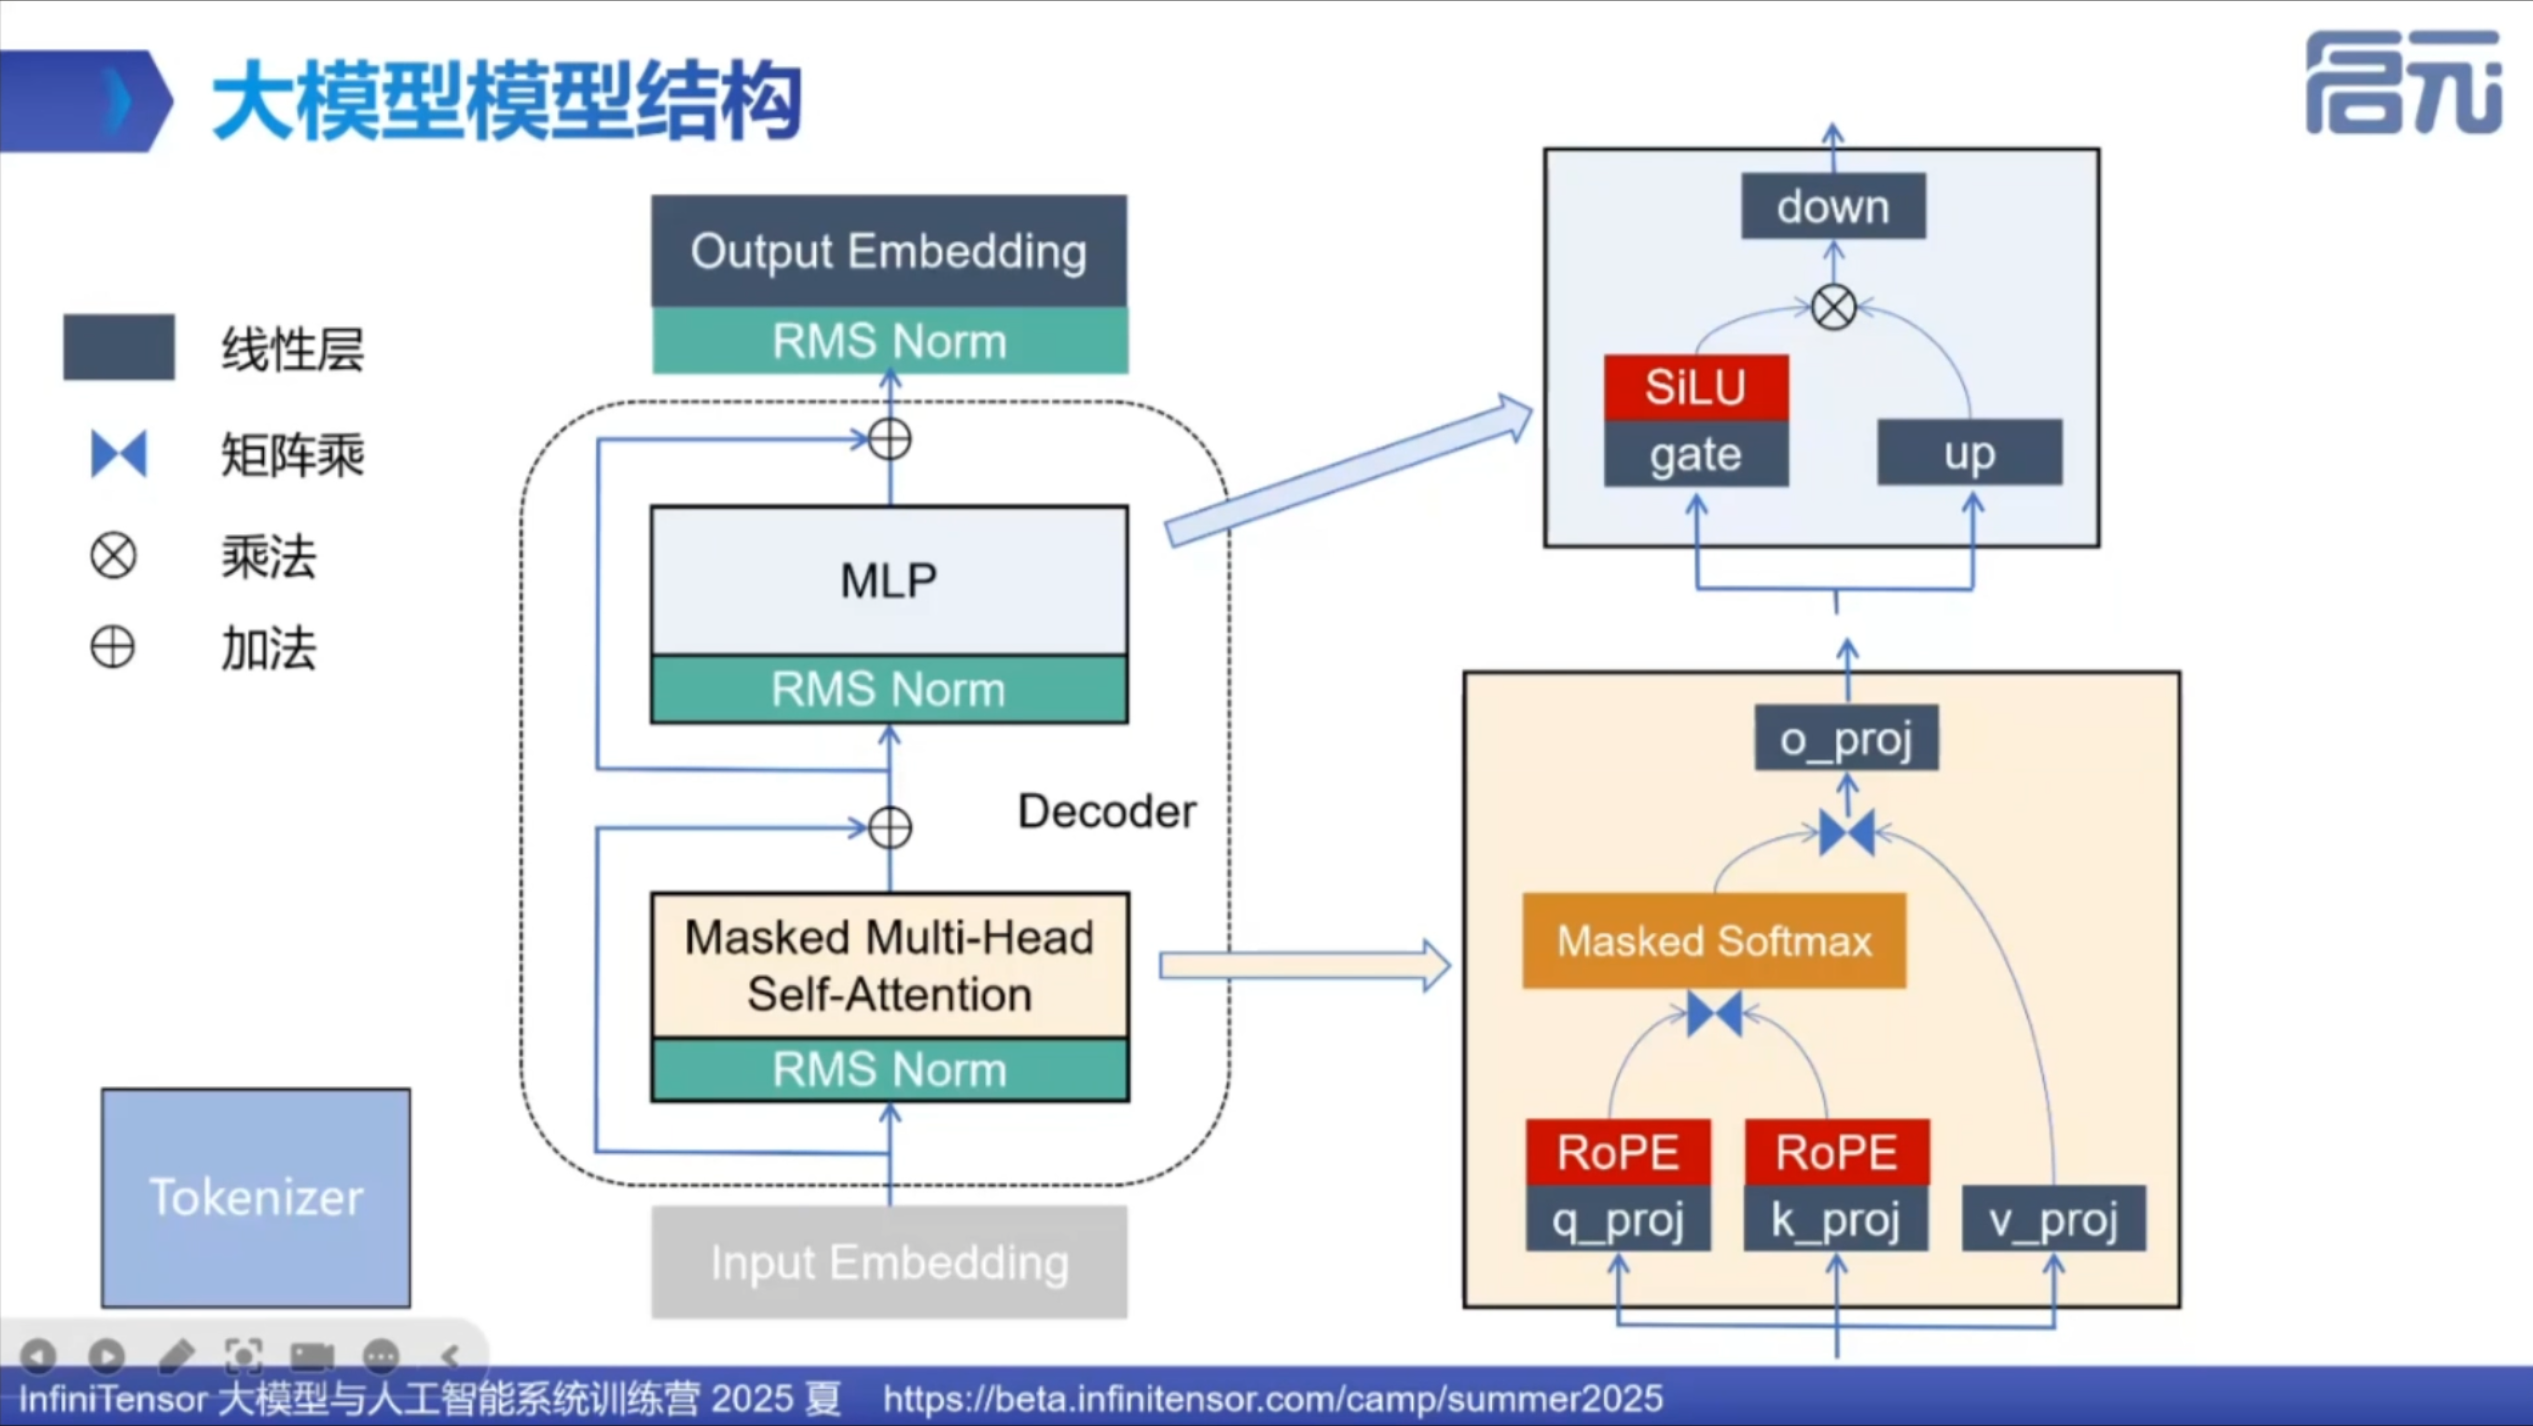 大模型模型结构
启元
线性层
矩阵乘
乘法
加法
Tokenizer
Output Embedding
RMS Norm
MLP
RMS Norm
Decoder
Masked Multi-Head
Self-Attention
RMS Norm
Input Embedding
down
SiLU
gate
up
o_proj
Masked Softmax
RoPE
RoPE
q_proj
k_proj
v_proj
InfiniTensor 大模型与人工智能系统训练营 2025 夏 https://beta.infinitensor.com/camp/summer2025